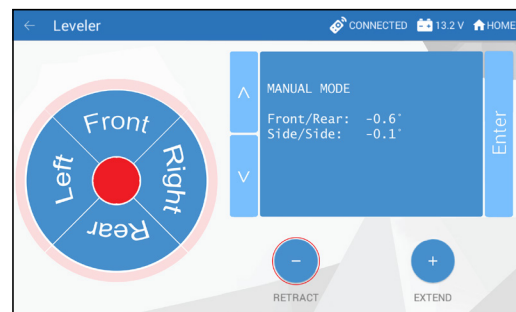 ← Leveler
CONNECTED 13.2 V HOME
Front
Left
Right
Rear
MANUAL MODE
Front/Rear: -0.6°
Side/Side: -0.1°
Enter
−
RETRACT
+
EXTEND